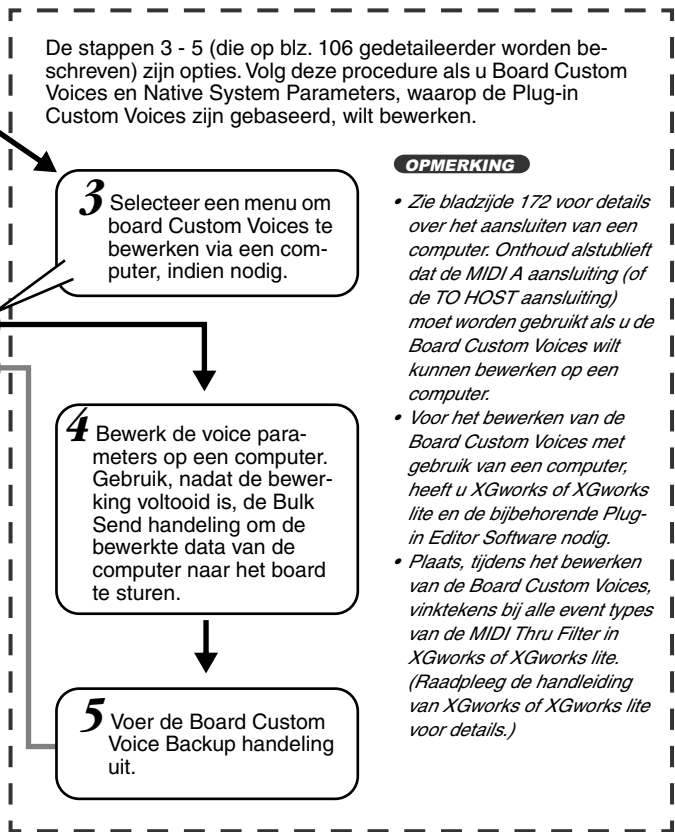 De stappen 3 - 5 (die op blz. 106 gedetaileerder worden be-
schreven) zijn opties. Volg deze procedure als u Board Custom
Voices en Native System Parameters, waarop de Plug-in
Custom Voices zijn gebaseerd, wilt bewerken.
3 Selecteer een menu om
board Custom Voices te
bewerken via een com-
puter, indien nodig.
4 Bewerk de voice para-
meters op een computer.
Gebruik, nadat de bewer-
king voltooid is, de Bulk
Send handeling om de
bewerkte data van de
computer naar het board
te sturen.
5 Voer de Board Custom
Voice Backup handeling
uit.
OPMERKING
• Zie bladzijde 172 voor details
over het aansluiten van een
computer. Onthoud alstublieft
dat de MIDI A aansluiting (of
de TO HOST aansluiting)
moet worden gebruikt als u de
Board Custom Voices wilt
kunnen bewerken op een
computer.
• Voor het bewerken van de
Board Custom Voices met
gebruik van een computer,
heeft u XGworks of XGworks
lite en de bijbehorende Plug-
in Editor Software nodig.
• Plaats, tijdens het bewerken
van de Board Custom Voices,
vinktekens bij alle event types
van de MIDI Thru Filter in
XGworks of XGworks lite.
(Raadpleeg de handleiding
van XGworks of XGworks lite
voor details.)